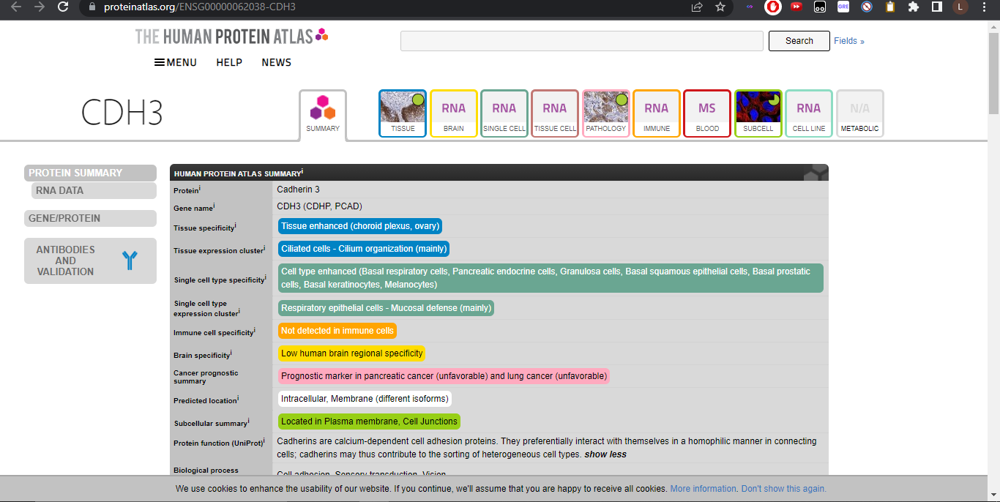 proteinatlas.org/ENSG00000062038-CDH3
GRE
L
THE HUMAN PROTEIN ATLAS
Search
Fields »
MENU HELP NEWS
CDH3
SUMMARY
TISSUE
RNA
BRAIN
RNA
SINGLE CELL
RNA
TISSUE CELL
PATHOLOGY
RNA
IMMUNE
MS
BLOOD
SUBCELL
RNA
CELL LINE
N/A
METABOLIC
PROTEIN SUMMARY
RNA DATA
GENE/PROTEIN
ANTIBODIES
AND
VALIDATION
HUMAN PROTEIN ATLAS SUMMARYi
Proteini Cadherin 3
Gene namei CDH3 (CDHP, PCAD)
Tissue specificityi Tissue enhanced (choroid plexus, ovary)
Tissue expression clusteri Ciliated cells - Cilium organization (mainly)
Single cell type specificityi Cell type enhanced (Basal respiratory cells, Pancreatic endocrine cells, Granulosa cells, Basal squamous epithelial cells, Basal prostatic
cells, Basal keratinocytes, Melanocytes)
Single cell type
expression clusteri Respiratory epithelial cells - Mucosal defense (mainly)
Immune cell specificityi Not detected in immune cells
Brain specificityi Low human brain regional specificity
Cancer prognostic
summary Prognostic marker in pancreatic cancer (unfavorable) and lung cancer (unfavorable)
Predicted locationi Intracellular, Membrane (different isoforms)
Subcellular summaryi Located in Plasma membrane, Cell Junctions
Protein function (UniProt)i Cadherins are calcium-dependent cell adhesion proteins. They preferentially interact with themselves in a homophilic manner in connecting
cells; cadherins may thus contribute to the sorting of heterogeneous cell types. show less
Biological process Cell adhesion, Sensory transduction, Vision
We use cookies to enhance the usability of our website. If you continue, we'll assume that you are happy to receive all cookies. More information. Don't show this again.